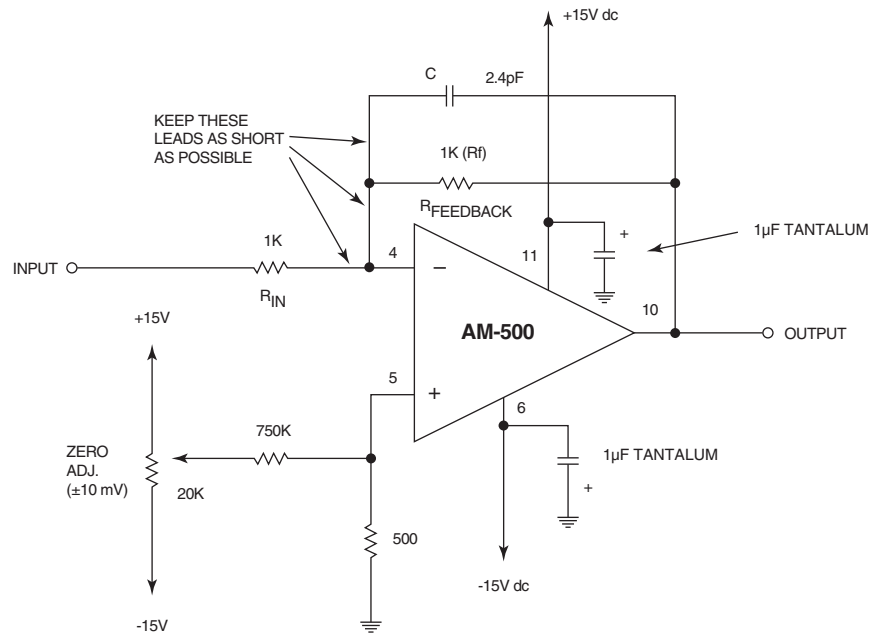 +15V dc
C
2.4pF
KEEP THESE
LEADS AS SHORT
AS POSSIBLE
1K (Rf)
RFEEDBACK
1µF TANTALUM
+
1K
4
11
INPUT
RIN
−
10
+15V
AM-500
OUTPUT
5
+
6
750K
1µF TANTALUM
ZERO
ADJ.
(±10 mV)
20K
+
500
-15V dc
-15V